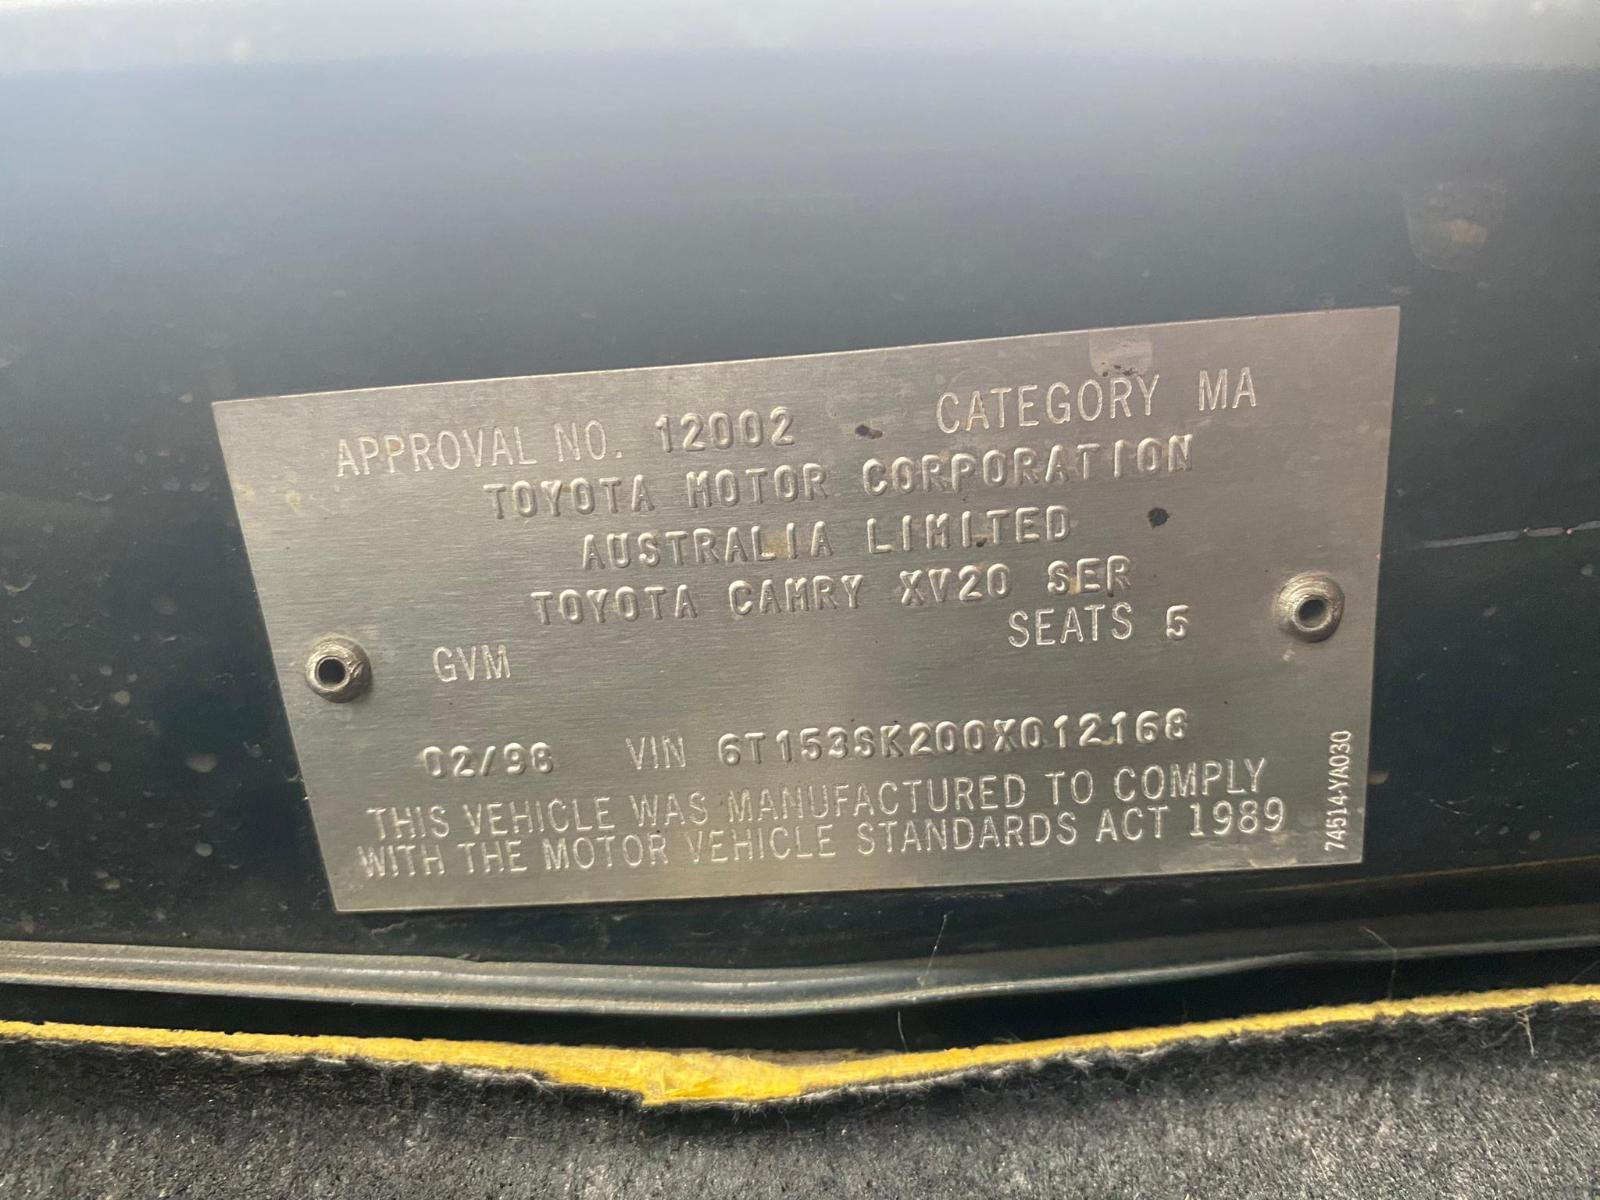 APPROVAL NO. 12002 CATEGORY MA
TOYOTA MOTOR CORPORATION
AUSTRALIA LIMITED
TOYOTA CAMRY XV20 SER
SEATS 5
GVM
02/98 VIN 6T153SK200X012168
THIS VEHICLE WAS MANUFACTURED TO COMPLY
WITH THE MOTOR VEHICLE STANDARDS ACT 1989
74514-YA030